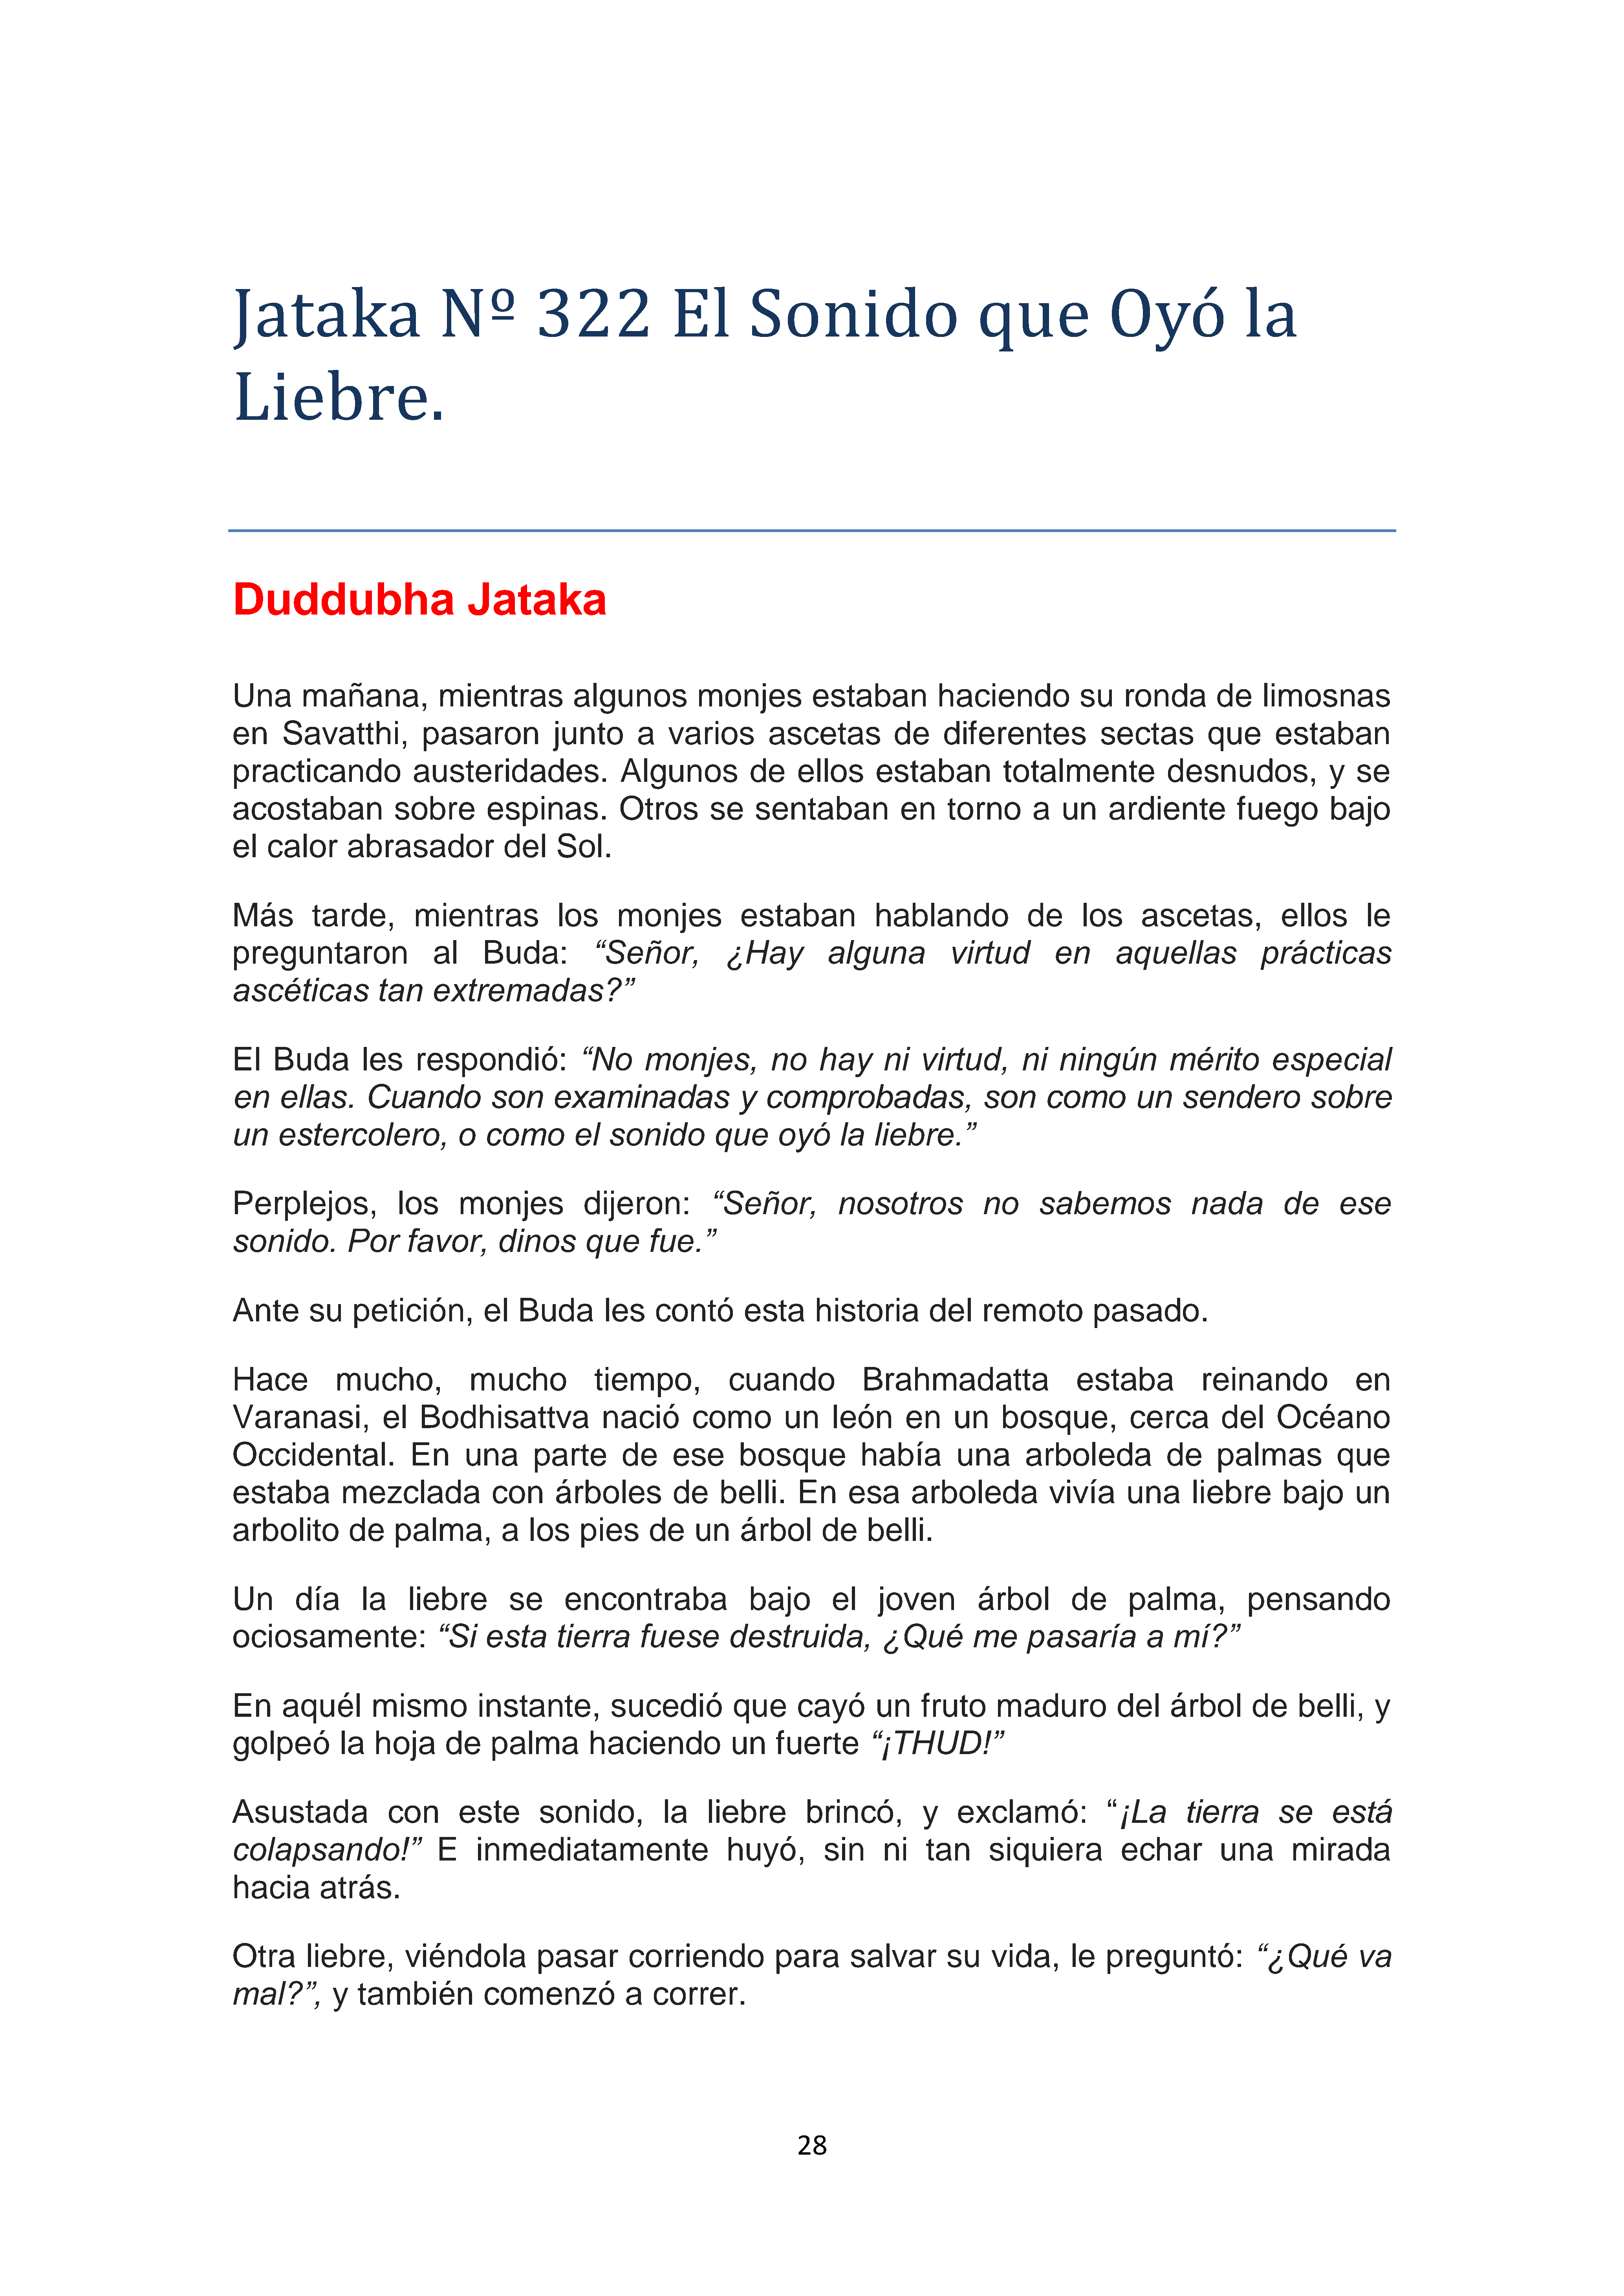 Jataka Nº 322 El Sonido que Oyó la
Liebre.
Duddubha Jataka
Una mañana, mientras algunos monjes estaban haciendo su ronda de limosnas
en Savatthi, pasaron junto a varios ascetas de diferentes sectas que estaban
practicando austeridades. Algunos de ellos estaban totalmente desnudos, y se
acostaban sobre espinas. Otros se sentaban en torno a un ardiente fuego bajo
el calor abrasador del Sol.
Más tarde, mientras los monjes estaban hablando de los ascetas, ellos le
preguntaron al Buda: “Señor, ¿Hay alguna virtud en aquellas prácticas
ascéticas tan extremadas?”
El Buda les respondió: “No monjes, no hay ni virtud, ni ningún mérito especial
en ellas. Cuando son examinadas y comprobadas, son como un sendero sobre
un estercolero, o como el sonido que oyó la liebre.”
Perplejos, los monjes dijeron: “Señor, nosotros no sabemos nada de ese
sonido. Por favor, dinos que fue.”
Ante su petición, el Buda les contó esta historia del remoto pasado.
Hace mucho, mucho tiempo, cuando Brahmadatta estaba reinando en
Varanasi, el Bodhisattva nació como un león en un bosque, cerca del Océano
Occidental. En una parte de ese bosque había una arboleda de palmas que
estaba mezclada con árboles de belli. En esa arboleda vivía una liebre bajo un
arbolito de palma, a los pies de un árbol de belli.
Un día la liebre se encontraba bajo el joven árbol de palma, pensando
ociosamente: “Si esta tierra fuese destruida, ¿Qué me pasaría a mí?”
En aquél mismo instante, sucedió que cayó un fruto maduro del árbol de belli, y
golpeó la hoja de palma haciendo un fuerte “¡THUD!”
Asustada con este sonido, la liebre brincó, y exclamó: “¡La tierra se está
colapsando!” E inmediatamente huyó, sin ni tan siquiera echar una mirada
hacia atrás.
Otra liebre, viéndola pasar corriendo para salvar su vida, le preguntó: “¿Qué va
mal?”, y también comenzó a correr.
28